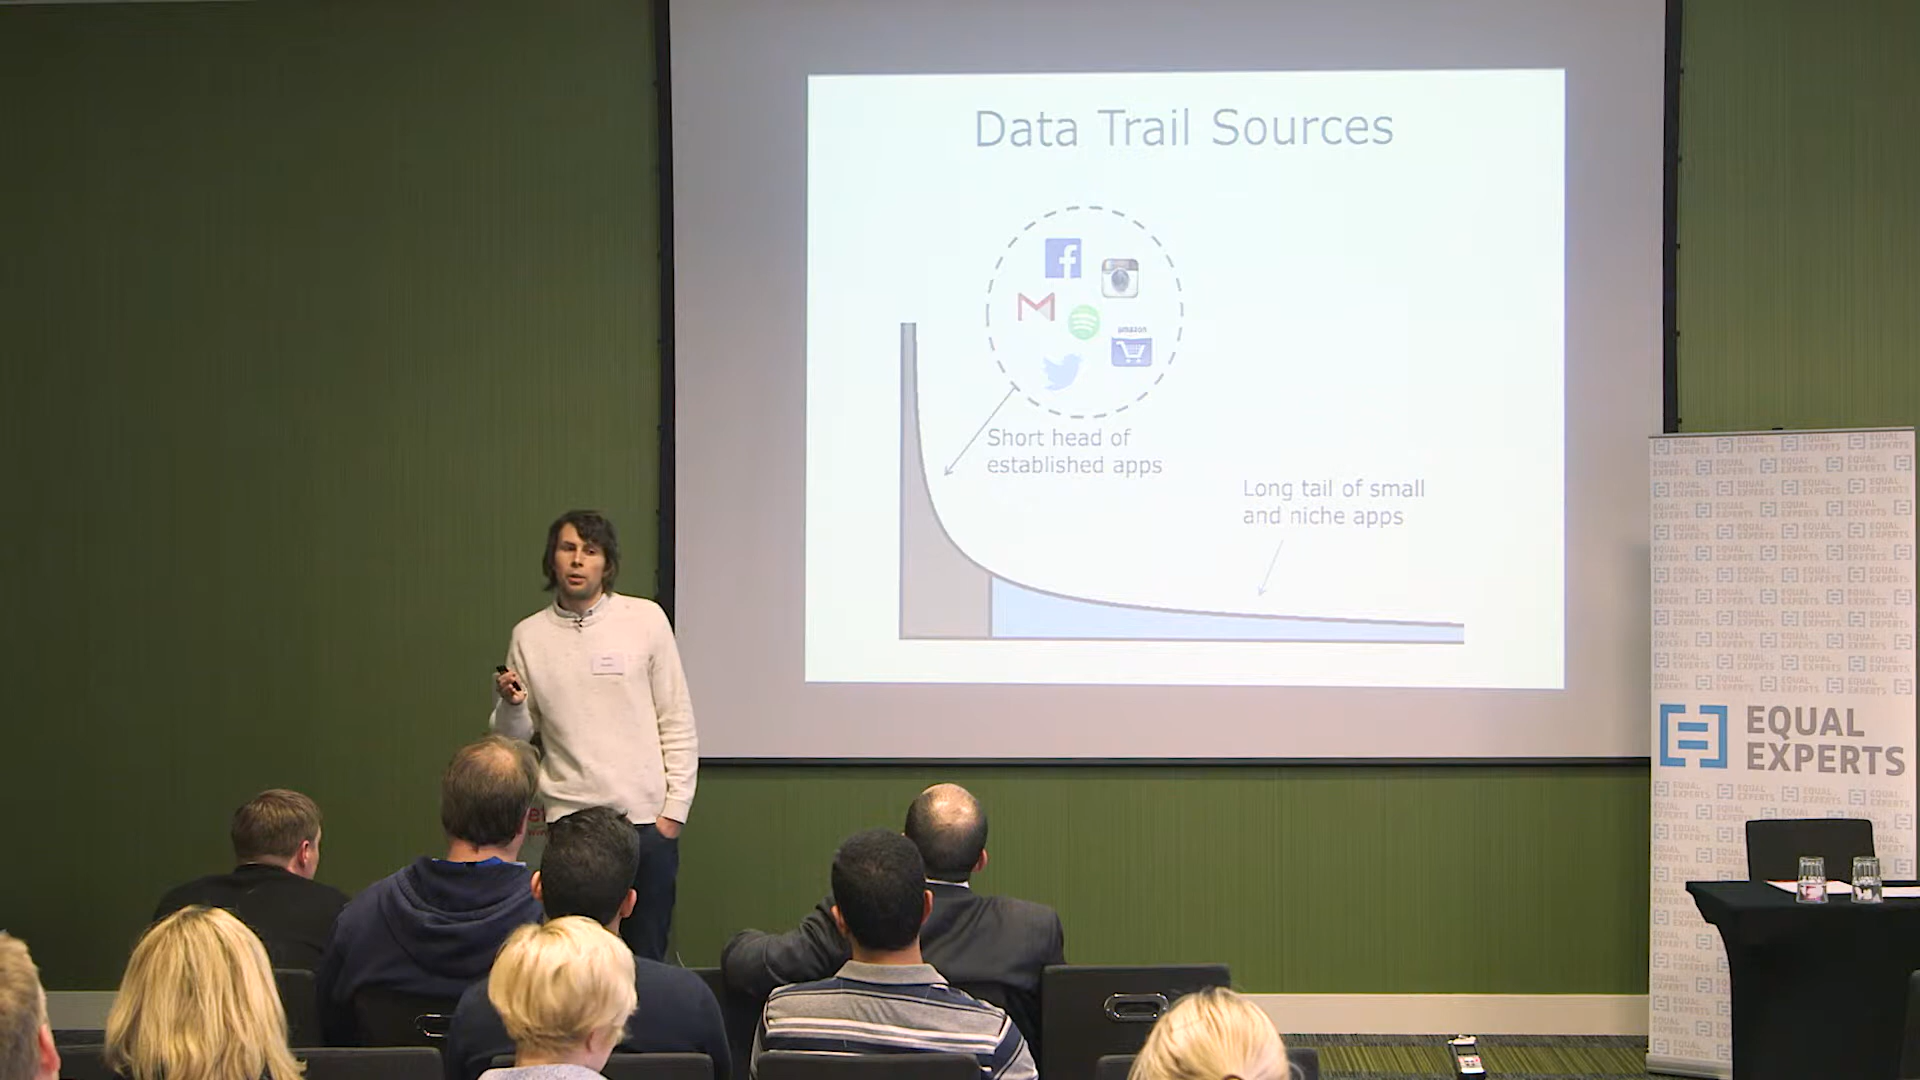 Data Trail Sources
amazon
Short head of
established apps
Long tail of small
and niche apps
EQUAL
EXPERTS